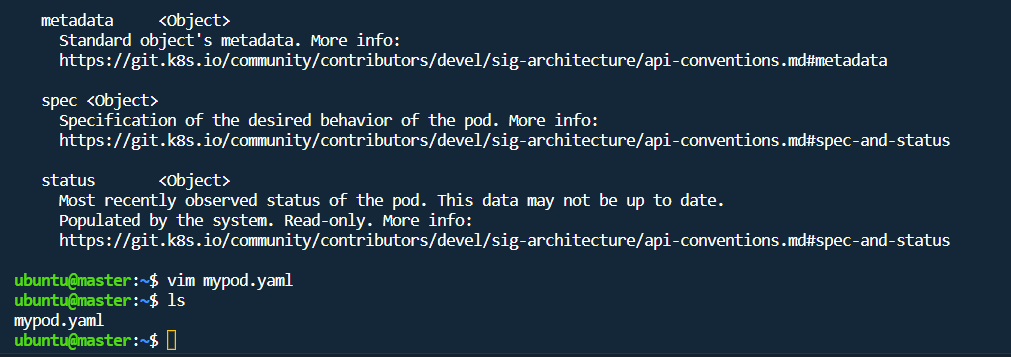 metadata <Object>
Standard object's metadata. More info:
https://git.k8s.io/community/contributors/devel/sig-architecture/api-conventions.md#metadata
spec <Object>
Specification of the desired behavior of the pod. More info:
https://git.k8s.io/community/contributors/devel/sig-architecture/api-conventions.md#spec-and-status
status <Object>
Most recently observed status of the pod. This data may not be up to date.
Populated by the system. Read-only. More info:
https://git.k8s.io/community/contributors/devel/sig-architecture/api-conventions.md#spec-and-status
ubuntu@master:~$ vim mypod.yaml
ubuntu@master:~$ ls
mypod.yaml
ubuntu@master:~$